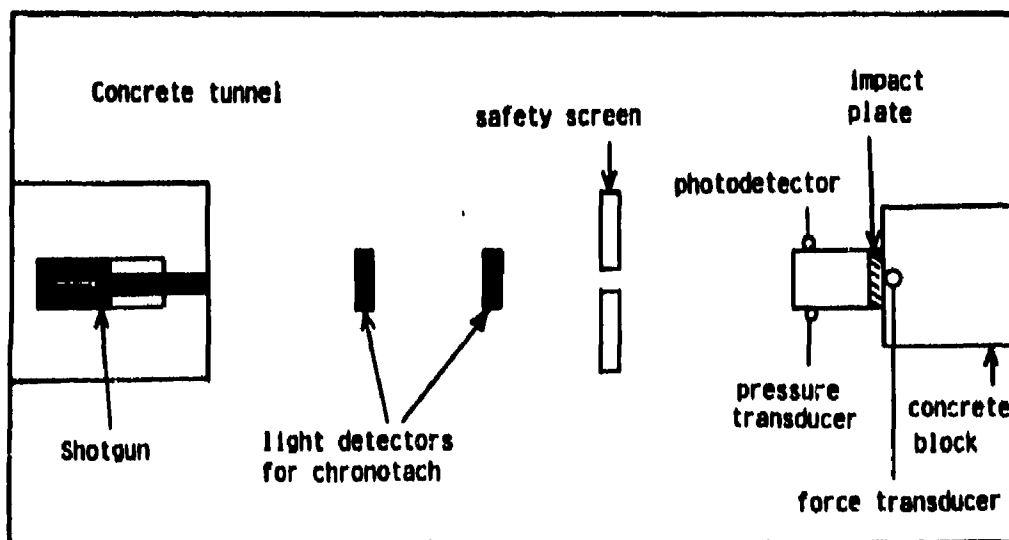 Concrete tunnel
safety screen
impact
plate
photodetector
Shotgun
light detectors
for chronotach
pressure
transducer
concrete
block
force transducer